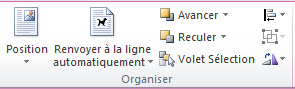 Position
Renvoyer à la ligne
automatiquement
Avancer
Reculer
Volet Sélection
Organiser